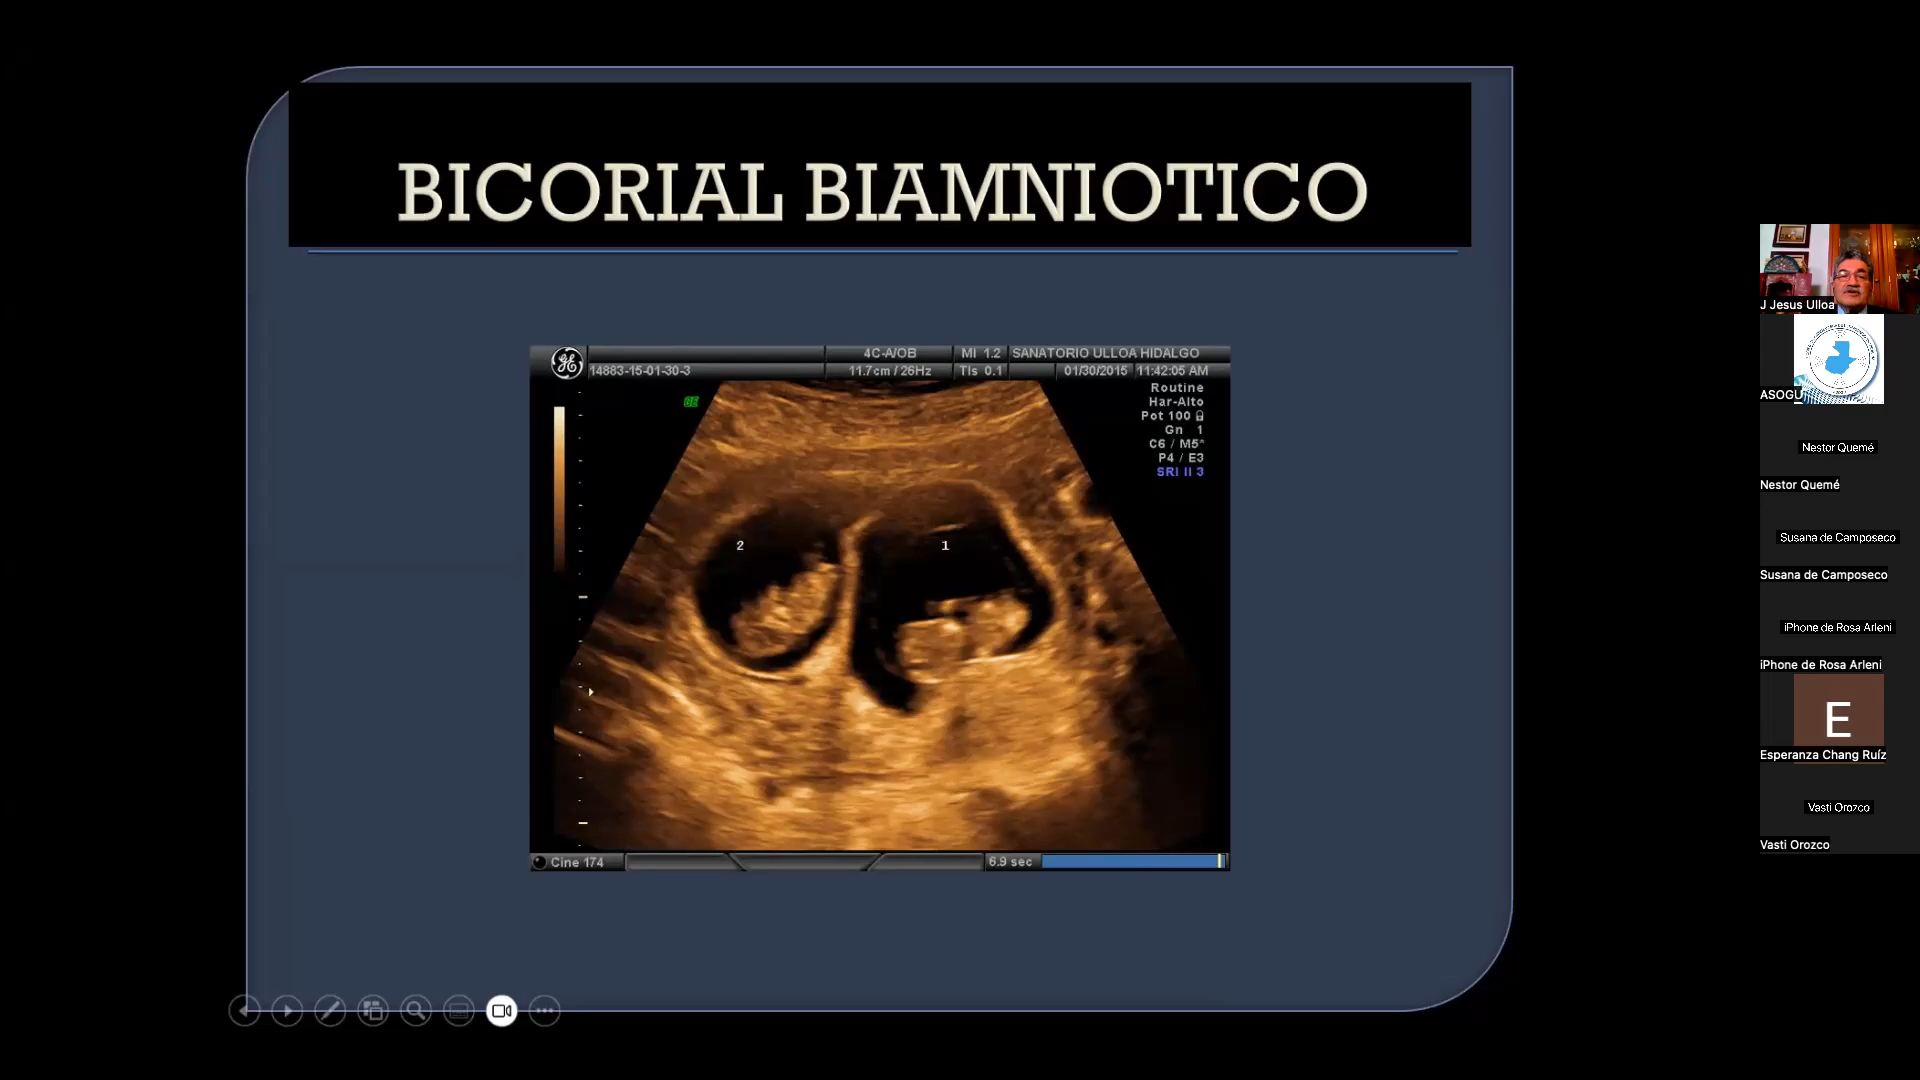 BICORIAL BIAMNIOTICO
4C-A/OB MI 1.2 SANATORIO ULLOA HIDALGO
14883-15-01-30-3 11.7cm / 26Hz TIs 0.1 01/30/2015 11:42:05 AM
GE
Routine
Har-Alto
Pot 100
Gn 1
C6 / M5*
P4 / E3
SRI II 3
2 1
Cine 174 6.9 sec
J Jesus Ulloa
ASOGU
Nestor Quemé
Nestor Quemé
Susana de Camposeco
Susana de Camposeco
iPhone de Rosa Arleni
iPhone de Rosa Arleni
E
Esperanza Chang Ruíz
Vasti Orozco
Vasti Orozco